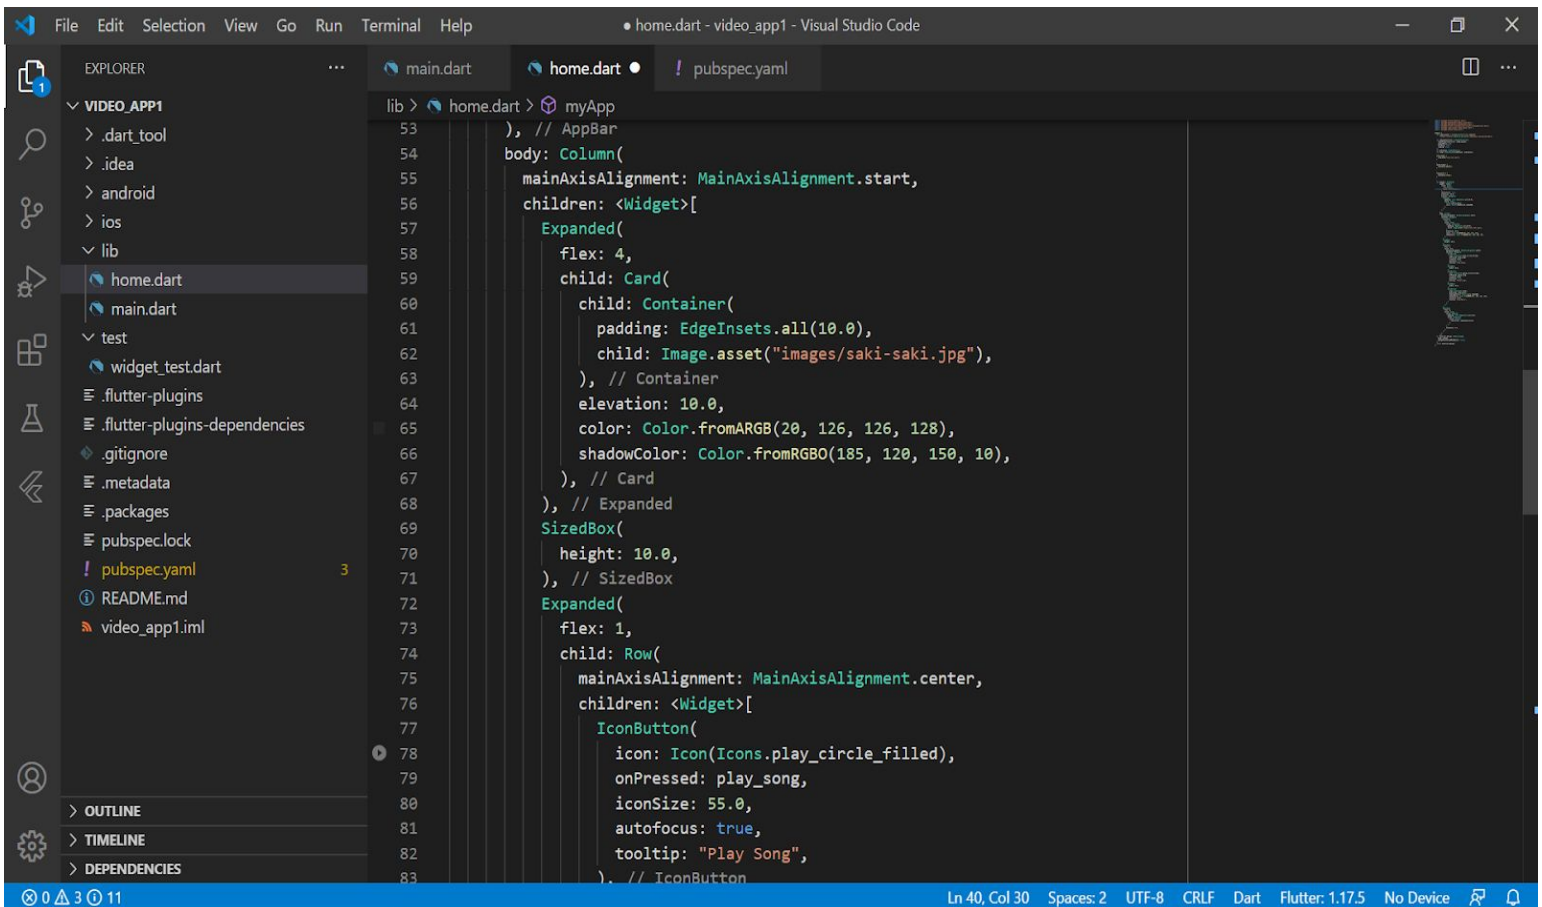 File Edit Selection View Go Run Terminal Help
● home.dart - video_app1 - Visual Studio Code
EXPLORER
1
VIDEO_APP1
.dart_tool
.idea
android
ios
lib
home.dart
main.dart
test
widget_test.dart
.flutter-plugins
.flutter-plugins-dependencies
.gitignore
.metadata
.packages
pubspec.lock
! pubspec.yaml 3
README.md
video_app1.iml
OUTLINE
TIMELINE
DEPENDENCIES
main.dart home.dart ● ! pubspec.yaml
lib > home.dart > myApp
53 ), // AppBar
54 body: Column(
55 mainAxisAlignment: MainAxisAlignment.start,
56 children: <Widget>[
57 Expanded(
58 flex: 4,
59 child: Card(
60 child: Container(
61 padding: EdgeInsets.all(10.0),
62 child: Image.asset("images/saki-saki.jpg"),
63 ), // Container
64 elevation: 10.0,
65 color: Color.fromARGB(20, 126, 126, 128),
66 shadowColor: Color.fromRGBO(185, 120, 150, 10),
67 ), // Card
68 ), // Expanded
69 SizedBox(
70 height: 10.0,
71 ), // SizedBox
72 Expanded(
73 flex: 1,
74 child: Row(
75 mainAxisAlignment: MainAxisAlignment.center,
76 children: <Widget>[
77 IconButton(
78 icon: Icon(Icons.play_circle_filled),
79 onPressed: play_song,
80 iconSize: 55.0,
81 autofocus: true,
82 tooltip: "Play Song",
83 ), // IconButton
0 3 11
Ln 40, Col 30 Spaces: 2 UTF-8 CRLF Dart Flutter: 1.17.5 No Device